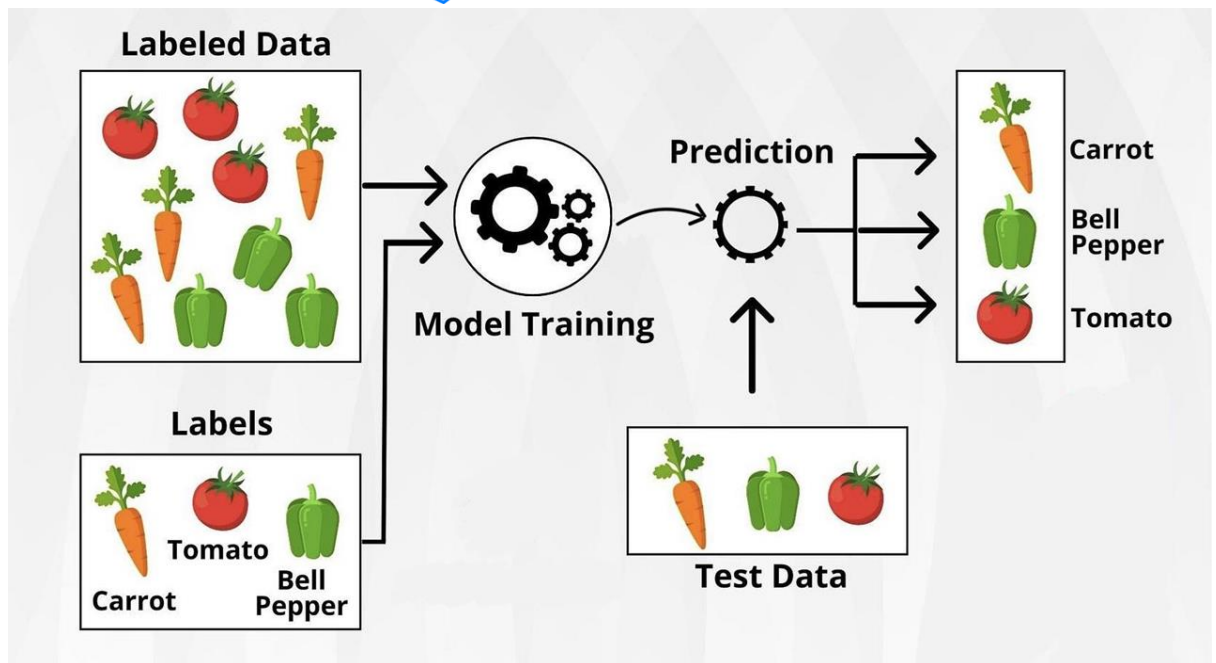 Labeled Data
Prediction
Carrot
Bell
Pepper
Tomato
Model Training
Labels
Tomato
Carrot
Bell
Pepper
Test Data